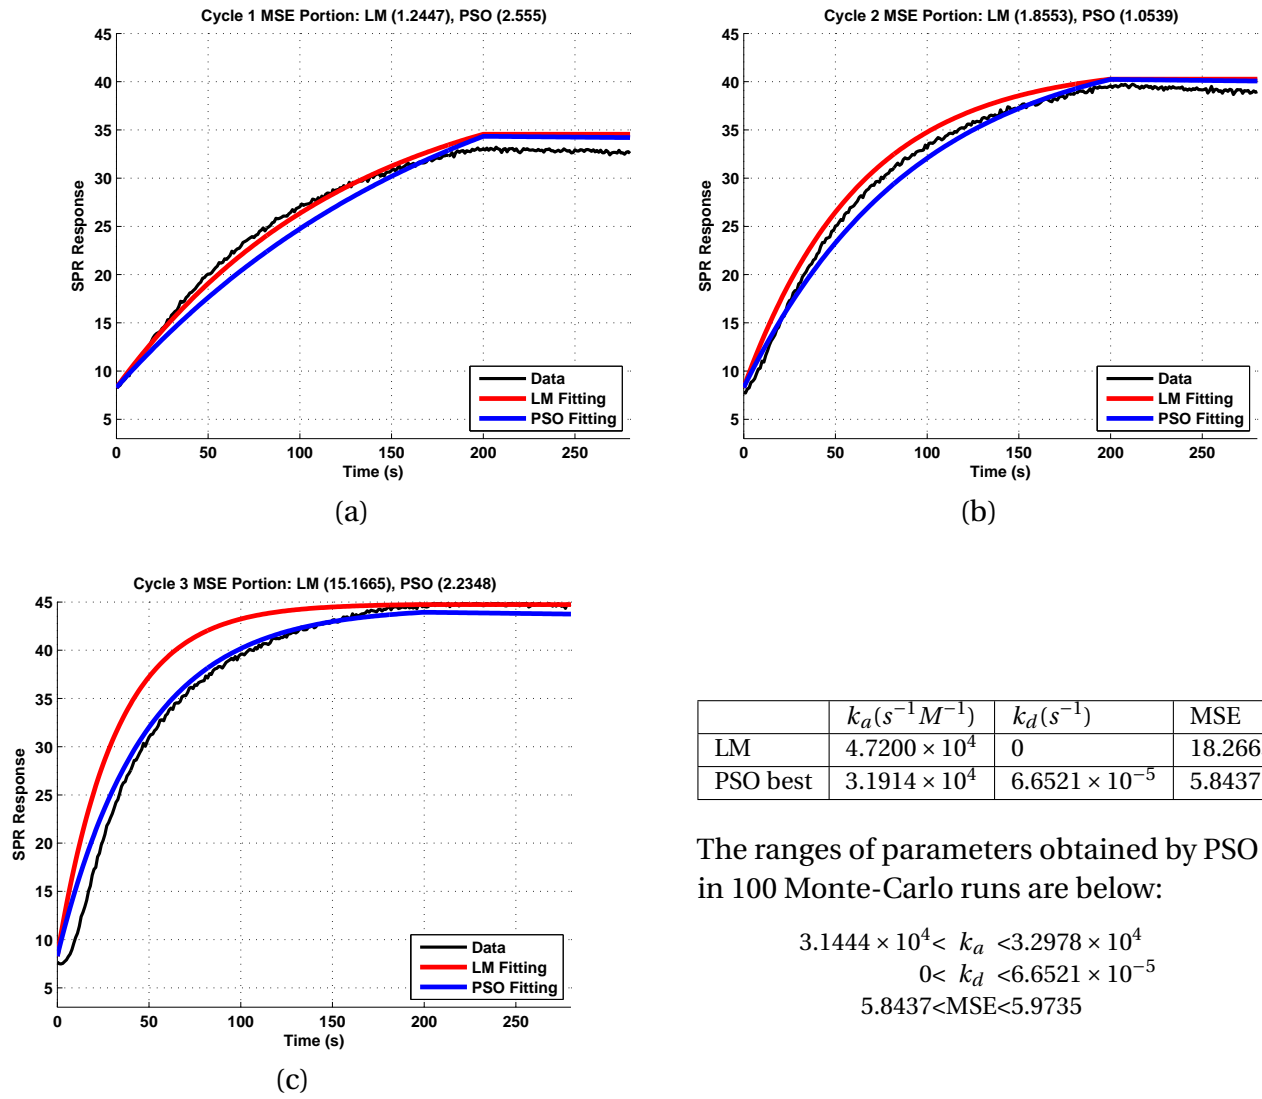 Cycle 1 MSE Portion: LM (1.2447), PSO (2.555)
45
40
35
30
25
20
15
10
5
SPR Response
Data
LM Fitting
PSO Fitting
0 50 100 150 200 250
Time (s)
(a)
Cycle 2 MSE Portion: LM (1.8553), PSO (1.0539)
45
40
35
30
25
20
15
10
5
SPR Response
Data
LM Fitting
PSO Fitting
0 50 100 150 200 250
Time (s)
(b)
Cycle 3 MSE Portion: LM (15.1665), PSO (2.2348)
45
40
35
30
25
20
15
10
5
SPR Response
Data
LM Fitting
PSO Fitting
0 50 100 150 200 250
Time (s)
(c)
k_a(s^{-1}M^{-1}) k_d(s^{-1}) MSE
LM 4.7200 × 10^4 0 18.266
PSO best 3.1914 × 10^4 6.6521 × 10^{-5} 5.8437
The ranges of parameters obtained by PSO
in 100 Monte-Carlo runs are below:
3.1444 × 10^4< k_a <3.2978 × 10^4
0< k_d <6.6521 × 10^{-5}
5.8437<MSE<5.9735